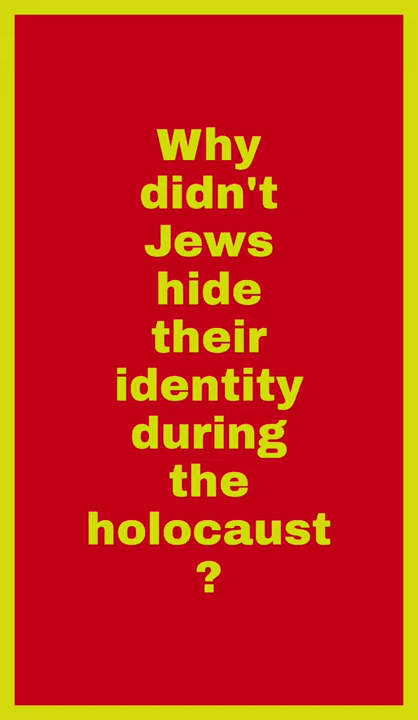 Why
didn't
Jews
hide
their
identity
during
the
holocaust
?